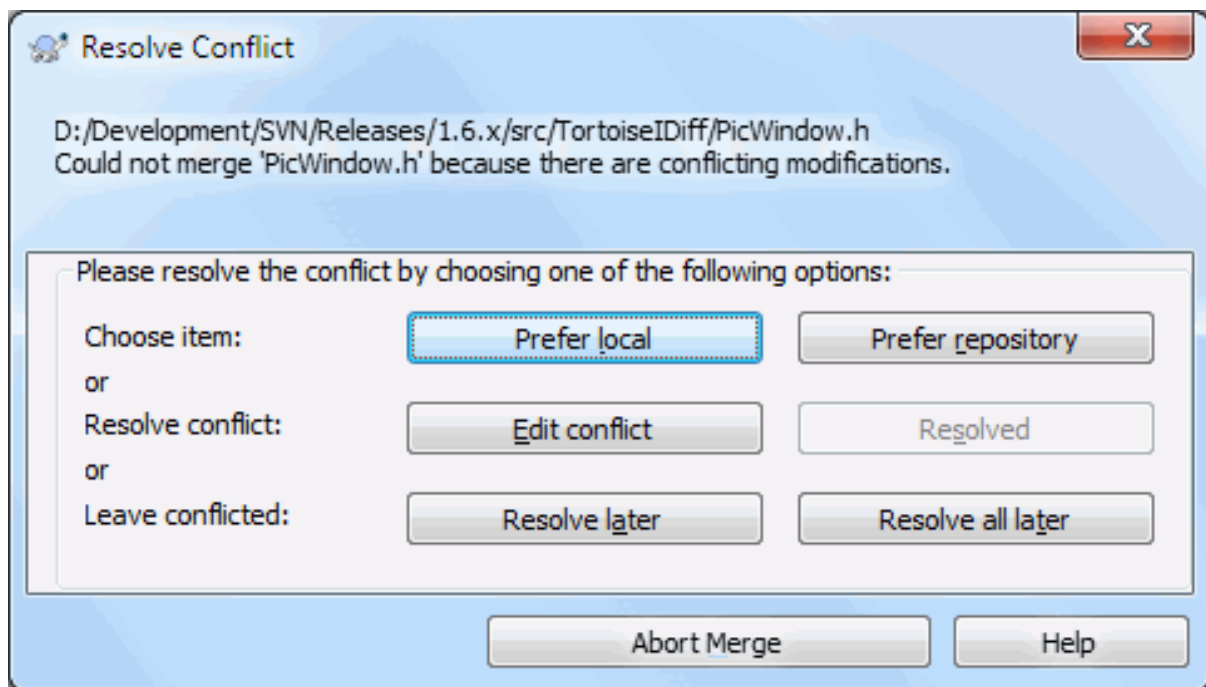 Resolve Conflict
D:/Development/SVN/Releases/1.6.x/src/TortoiseIDiff/PicWindow.h
Could not merge 'PicWindow.h' because there are conflicting modifications.
Please resolve the conflict by choosing one of the following options:
Choose item: Prefer local Prefer repository
or
Resolve conflict: Edit conflict Resolved
or
Leave conflicted: Resolve later Resolve all later
Abort Merge Help